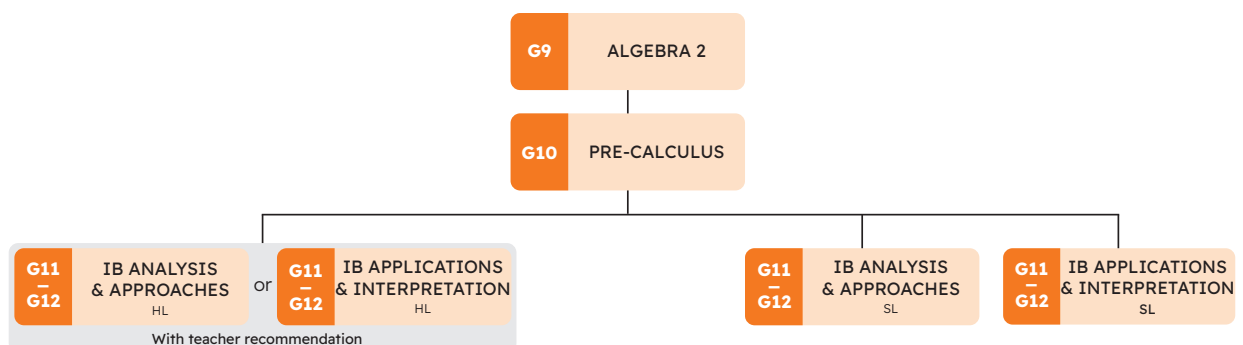 G9 ALGEBRA 2
G10 PRE-CALCULUS
G11
–
G12
IB ANALYSIS
& APPROACHES
HL
or
G11
–
G12
IB APPLICATIONS
& INTERPRETATION
HL
With teacher recommendation
G11
–
G12
IB ANALYSIS
& APPROACHES
SL
G11
–
G12
IB APPLICATIONS
& INTERPRETATION
SL